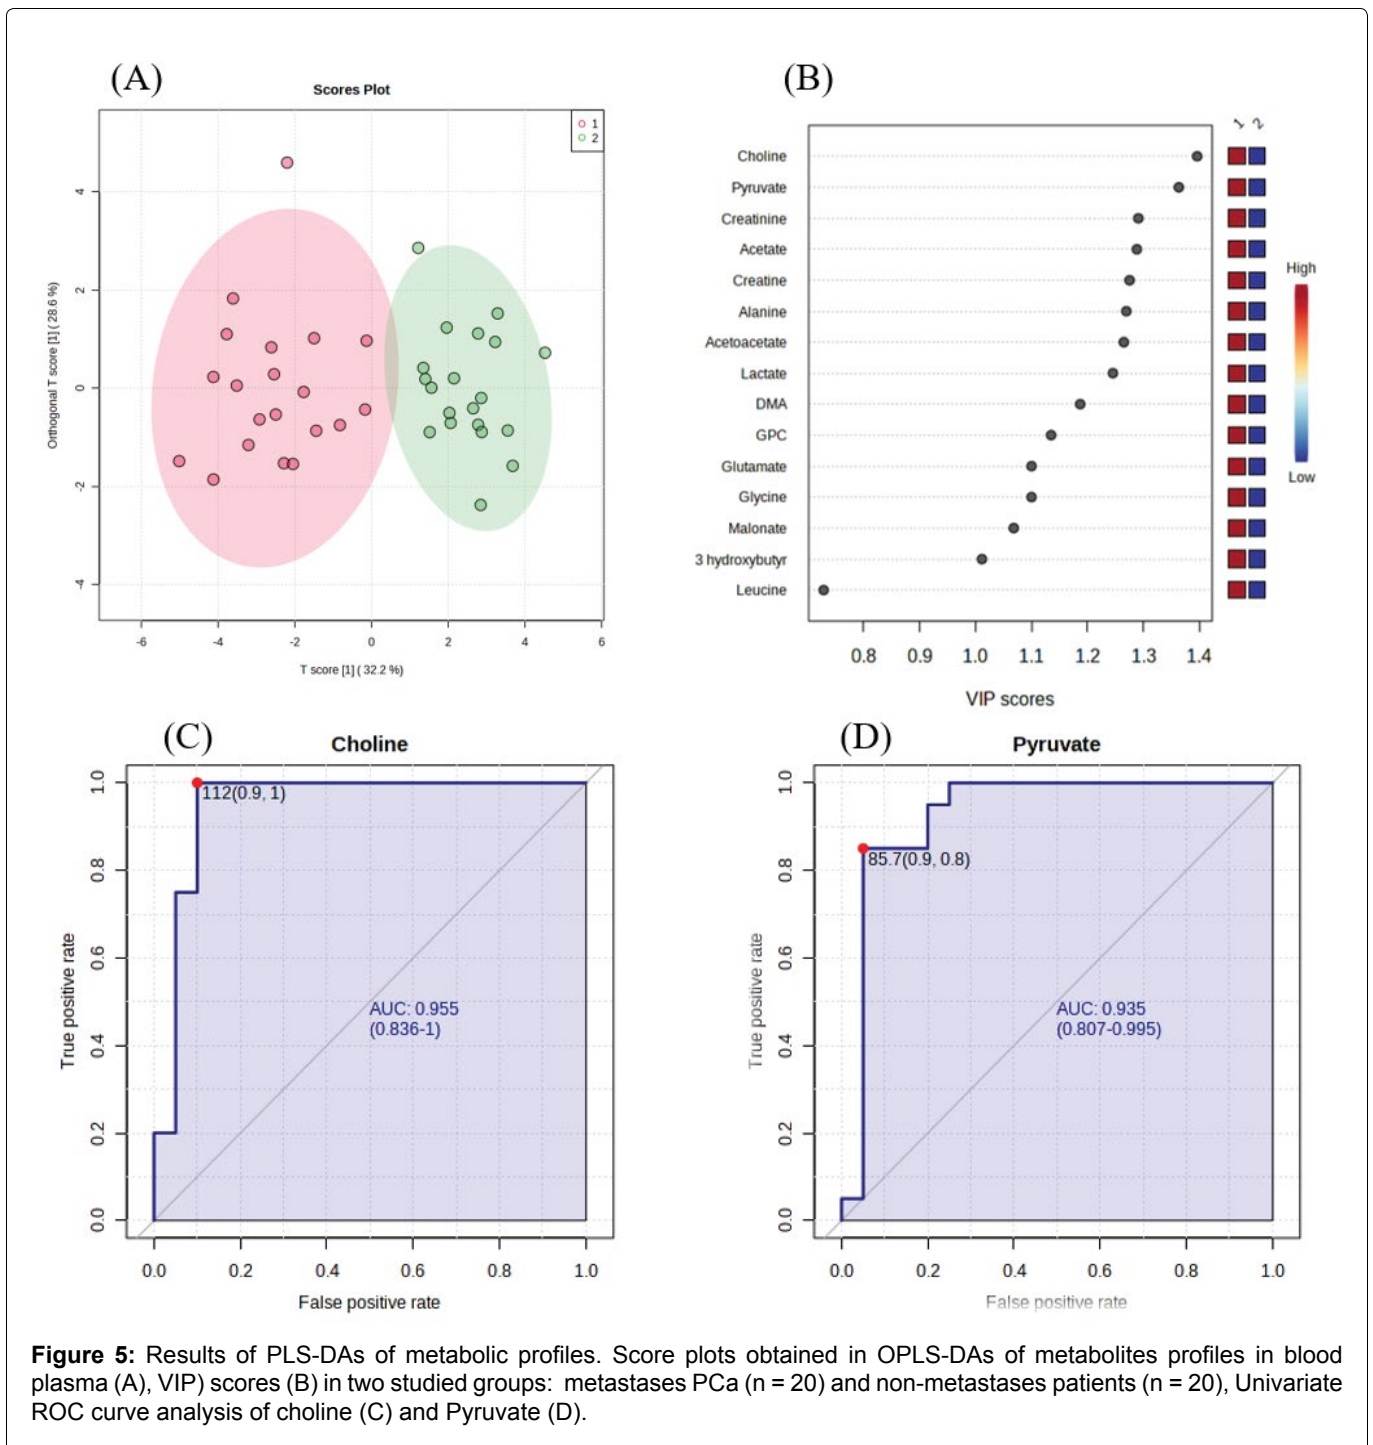 (A)
Scores Plot
1
2
Orthogonal T score [1] ( 28.6 %)
4
2
0
-2
-4
-6 -4 -2 0 2 4 6
T score [1] ( 32.2 %)
(B)
1 2
Choline
Pyruvate
Creatinine
Acetate
Creatine
Alanine
Acetoacetate
Lactate
DMA
GPC
Glutamate
Glycine
Malonate
3 hydroxybutyr
Leucine
High
Low
0.8 0.9 1.0 1.1 1.2 1.3 1.4
VIP scores
(C)
Choline
True positive rate
1.0
0.8
0.6
0.4
0.2
0.0
112(0.9, 1)
AUC: 0.955
(0.836-1)
0.0 0.2 0.4 0.6 0.8 1.0
False positive rate
(D)
Pyruvate
True positive rate
1.0
0.8
0.6
0.4
0.2
0.0
85.7(0.9, 0.8)
AUC: 0.935
(0.807-0.995)
0.0 0.2 0.4 0.6 0.8 1.0
False positive rate
Figure 5: Results of PLS-DAs of metabolic profiles. Score plots obtained in OPLS-DAs of metabolites profiles in blood
plasma (A), VIP) scores (B) in two studied groups: metastases PCa (n = 20) and non-metastases patients (n = 20), Univariate
ROC curve analysis of choline (C) and Pyruvate (D).